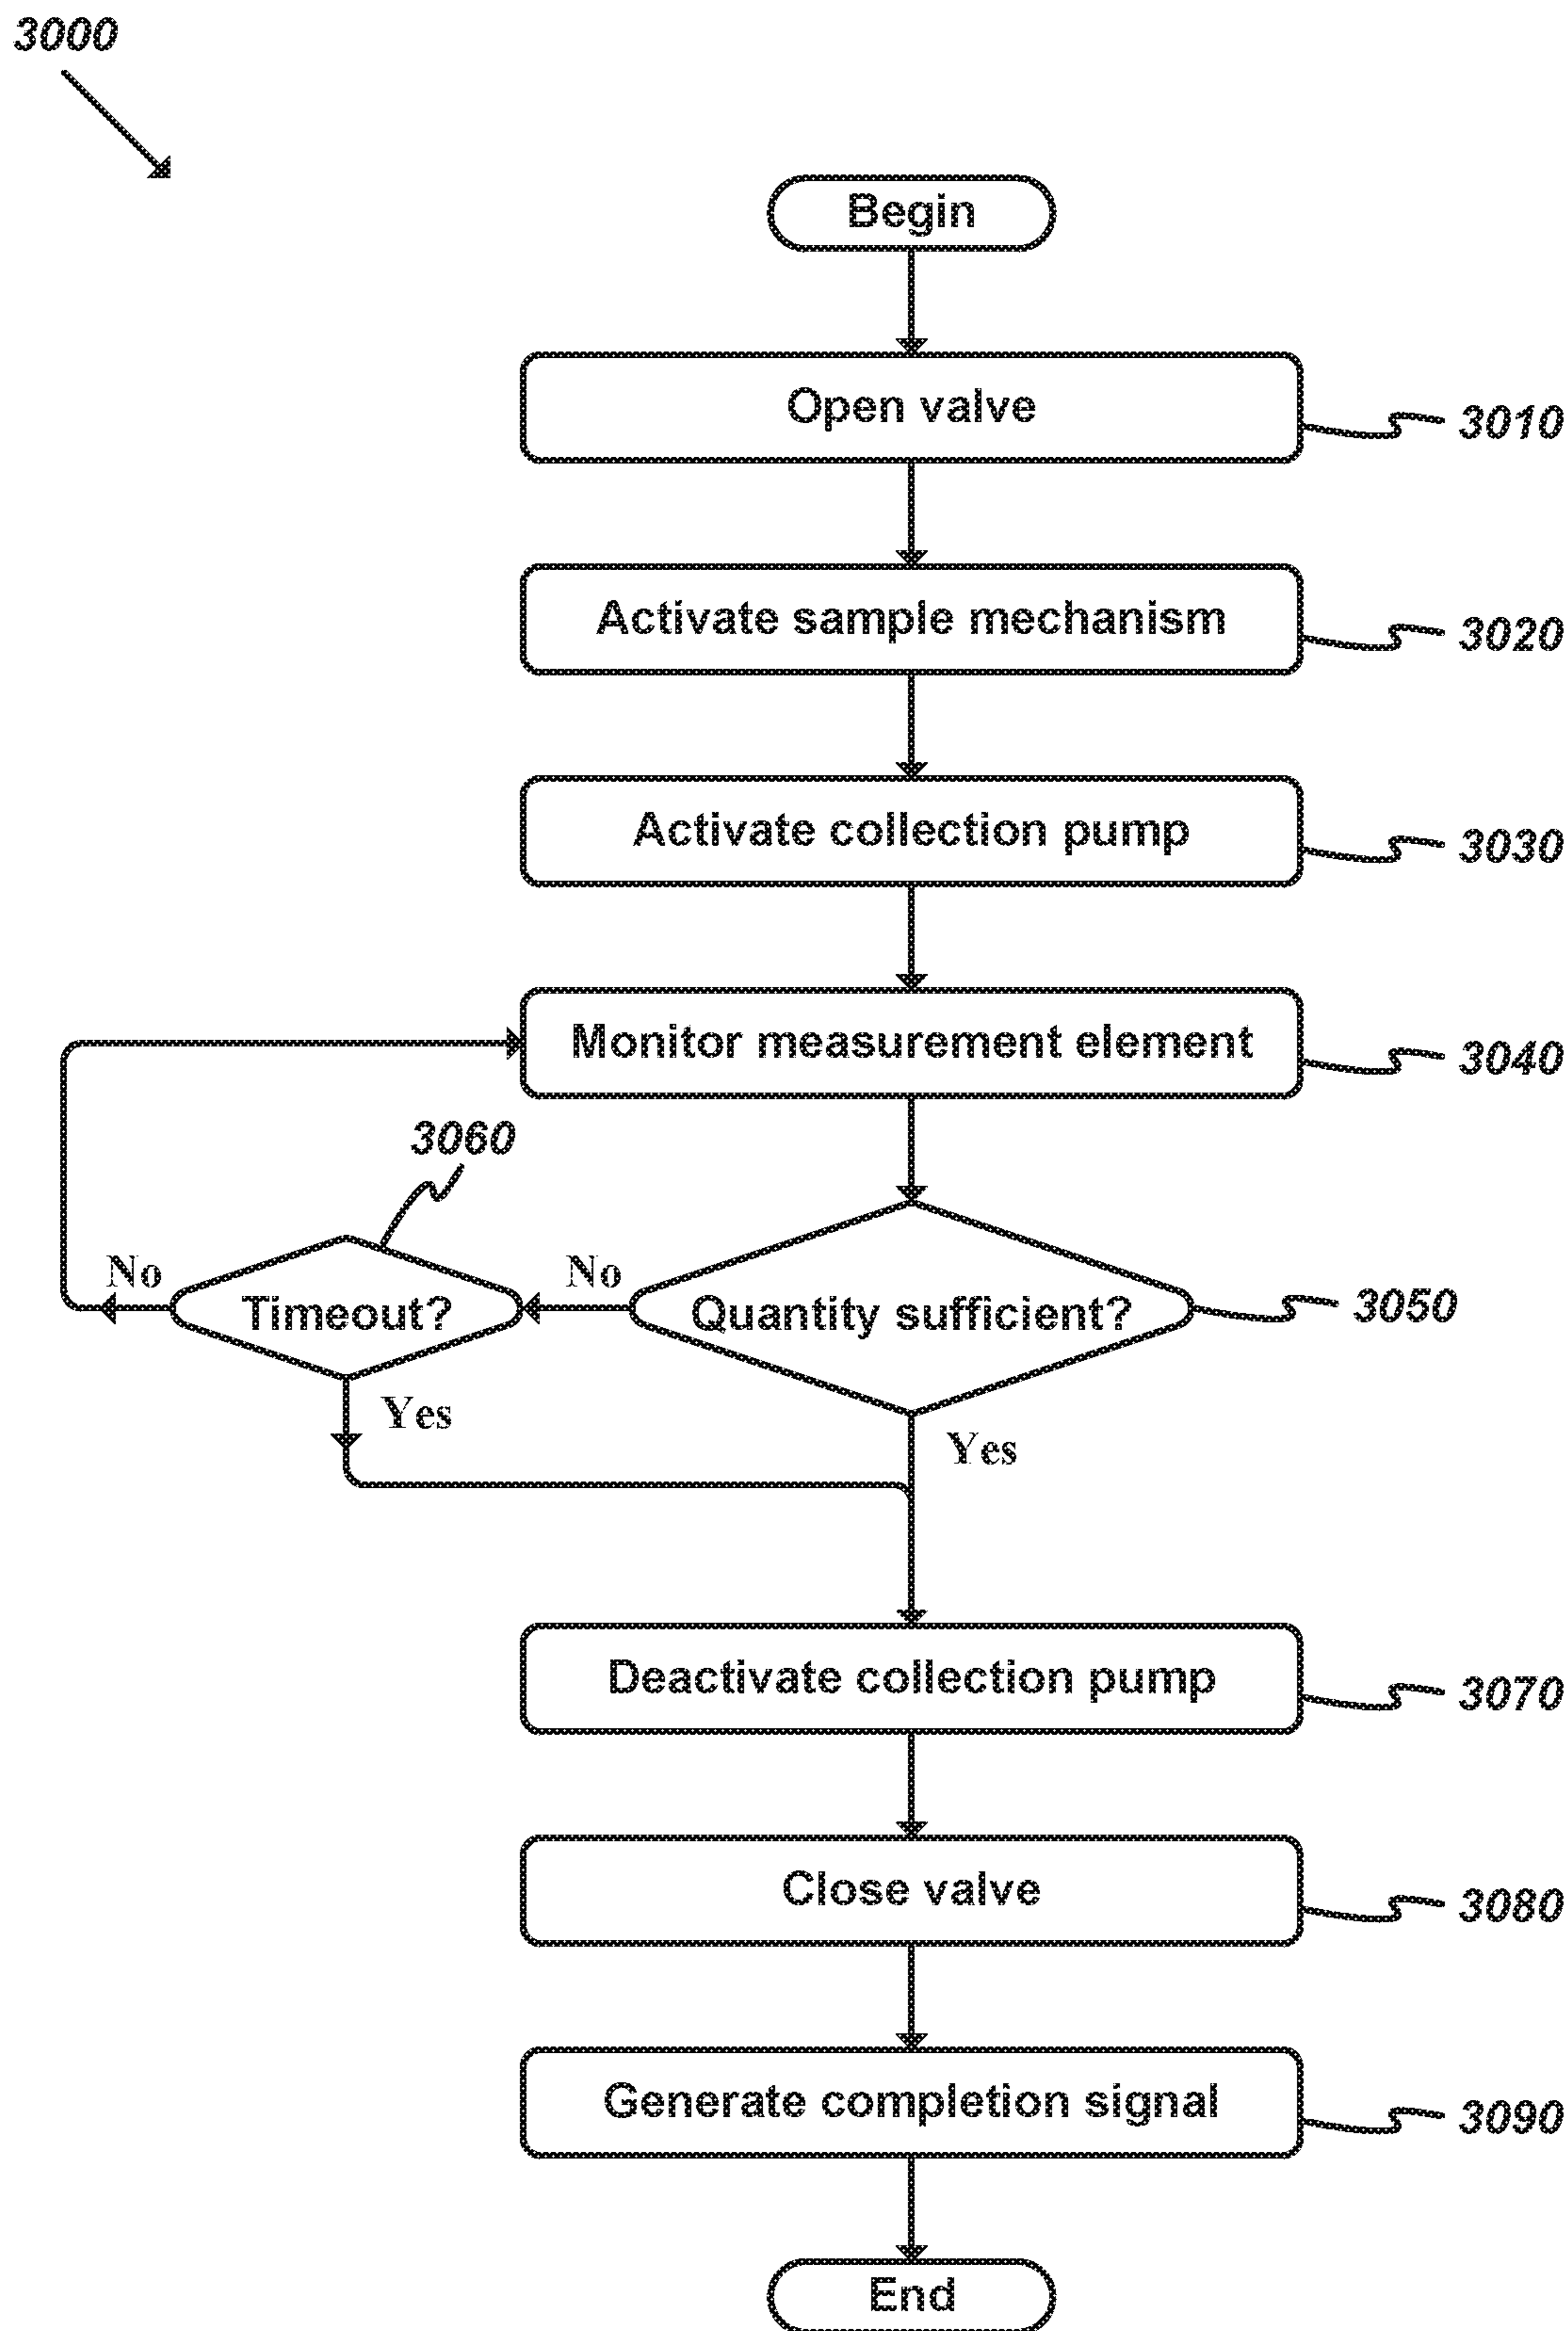 3000
Begin
Open valve
3010
Activate sample mechanism
3020
Activate collection pump
3030
Monitor measurement element
3040
3060
No
Timeout?
No
Quantity sufficient?
3050
Yes
Yes
Deactivate collection pump
3070
Close valve
3080
Generate completion signal
3090
End